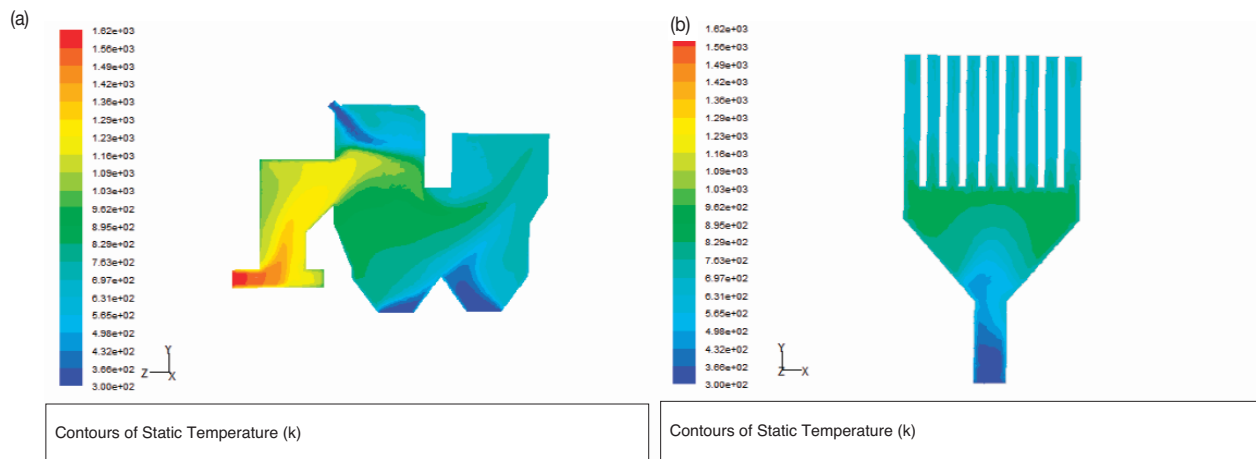 (a)
1.62e+03
1.56e+03
1.49e+03
1.42e+03
1.36e+03
1.29e+03
1.23e+03
1.16e+03
1.09e+03
1.03e+03
9.62e+02
8.95e+02
8.29e+02
7.63e+02
6.97e+02
6.31e+02
5.65e+02
4.98e+02
4.32e+02
3.66e+02
3.00e+02
Y
Z
X
Contours of Static Temperature (k)
(b)
1.62e+03
1.56e+03
1.49e+03
1.42e+03
1.36e+03
1.29e+03
1.23e+03
1.16e+03
1.09e+03
1.03e+03
9.62e+02
8.95e+02
8.29e+02
7.63e+02
6.97e+02
6.31e+02
5.65e+02
4.98e+02
4.32e+02
3.66e+02
3.00e+02
Y
Z
X
Contours of Static Temperature (k)